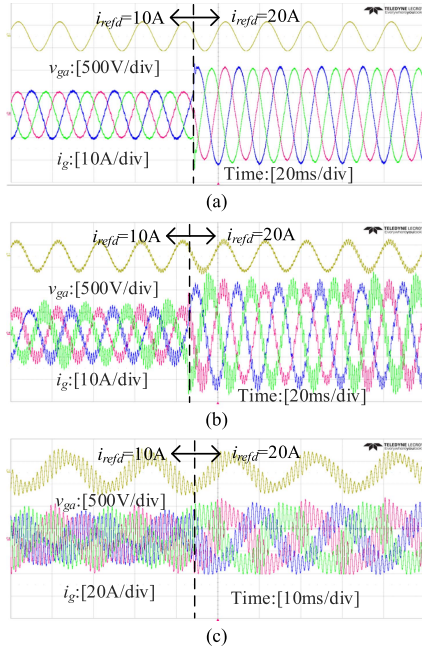 i_refd=10A i_refd=20A
TELEDYNE LECROY
v_ga:[500V/div]
i_g:[10A/div]
Time:[20ms/div]
(a)
i_refd=10A i_refd=20A
TELEDYNE LECROY
v_ga:[500V/div]
i_g:[10A/div]
Time:[20ms/div]
(b)
i_refd=10A i_refd=20A
TELEDYNE LECROY
v_ga:[500V/div]
i_g:[20A/div]
Time:[10ms/div]
(c)